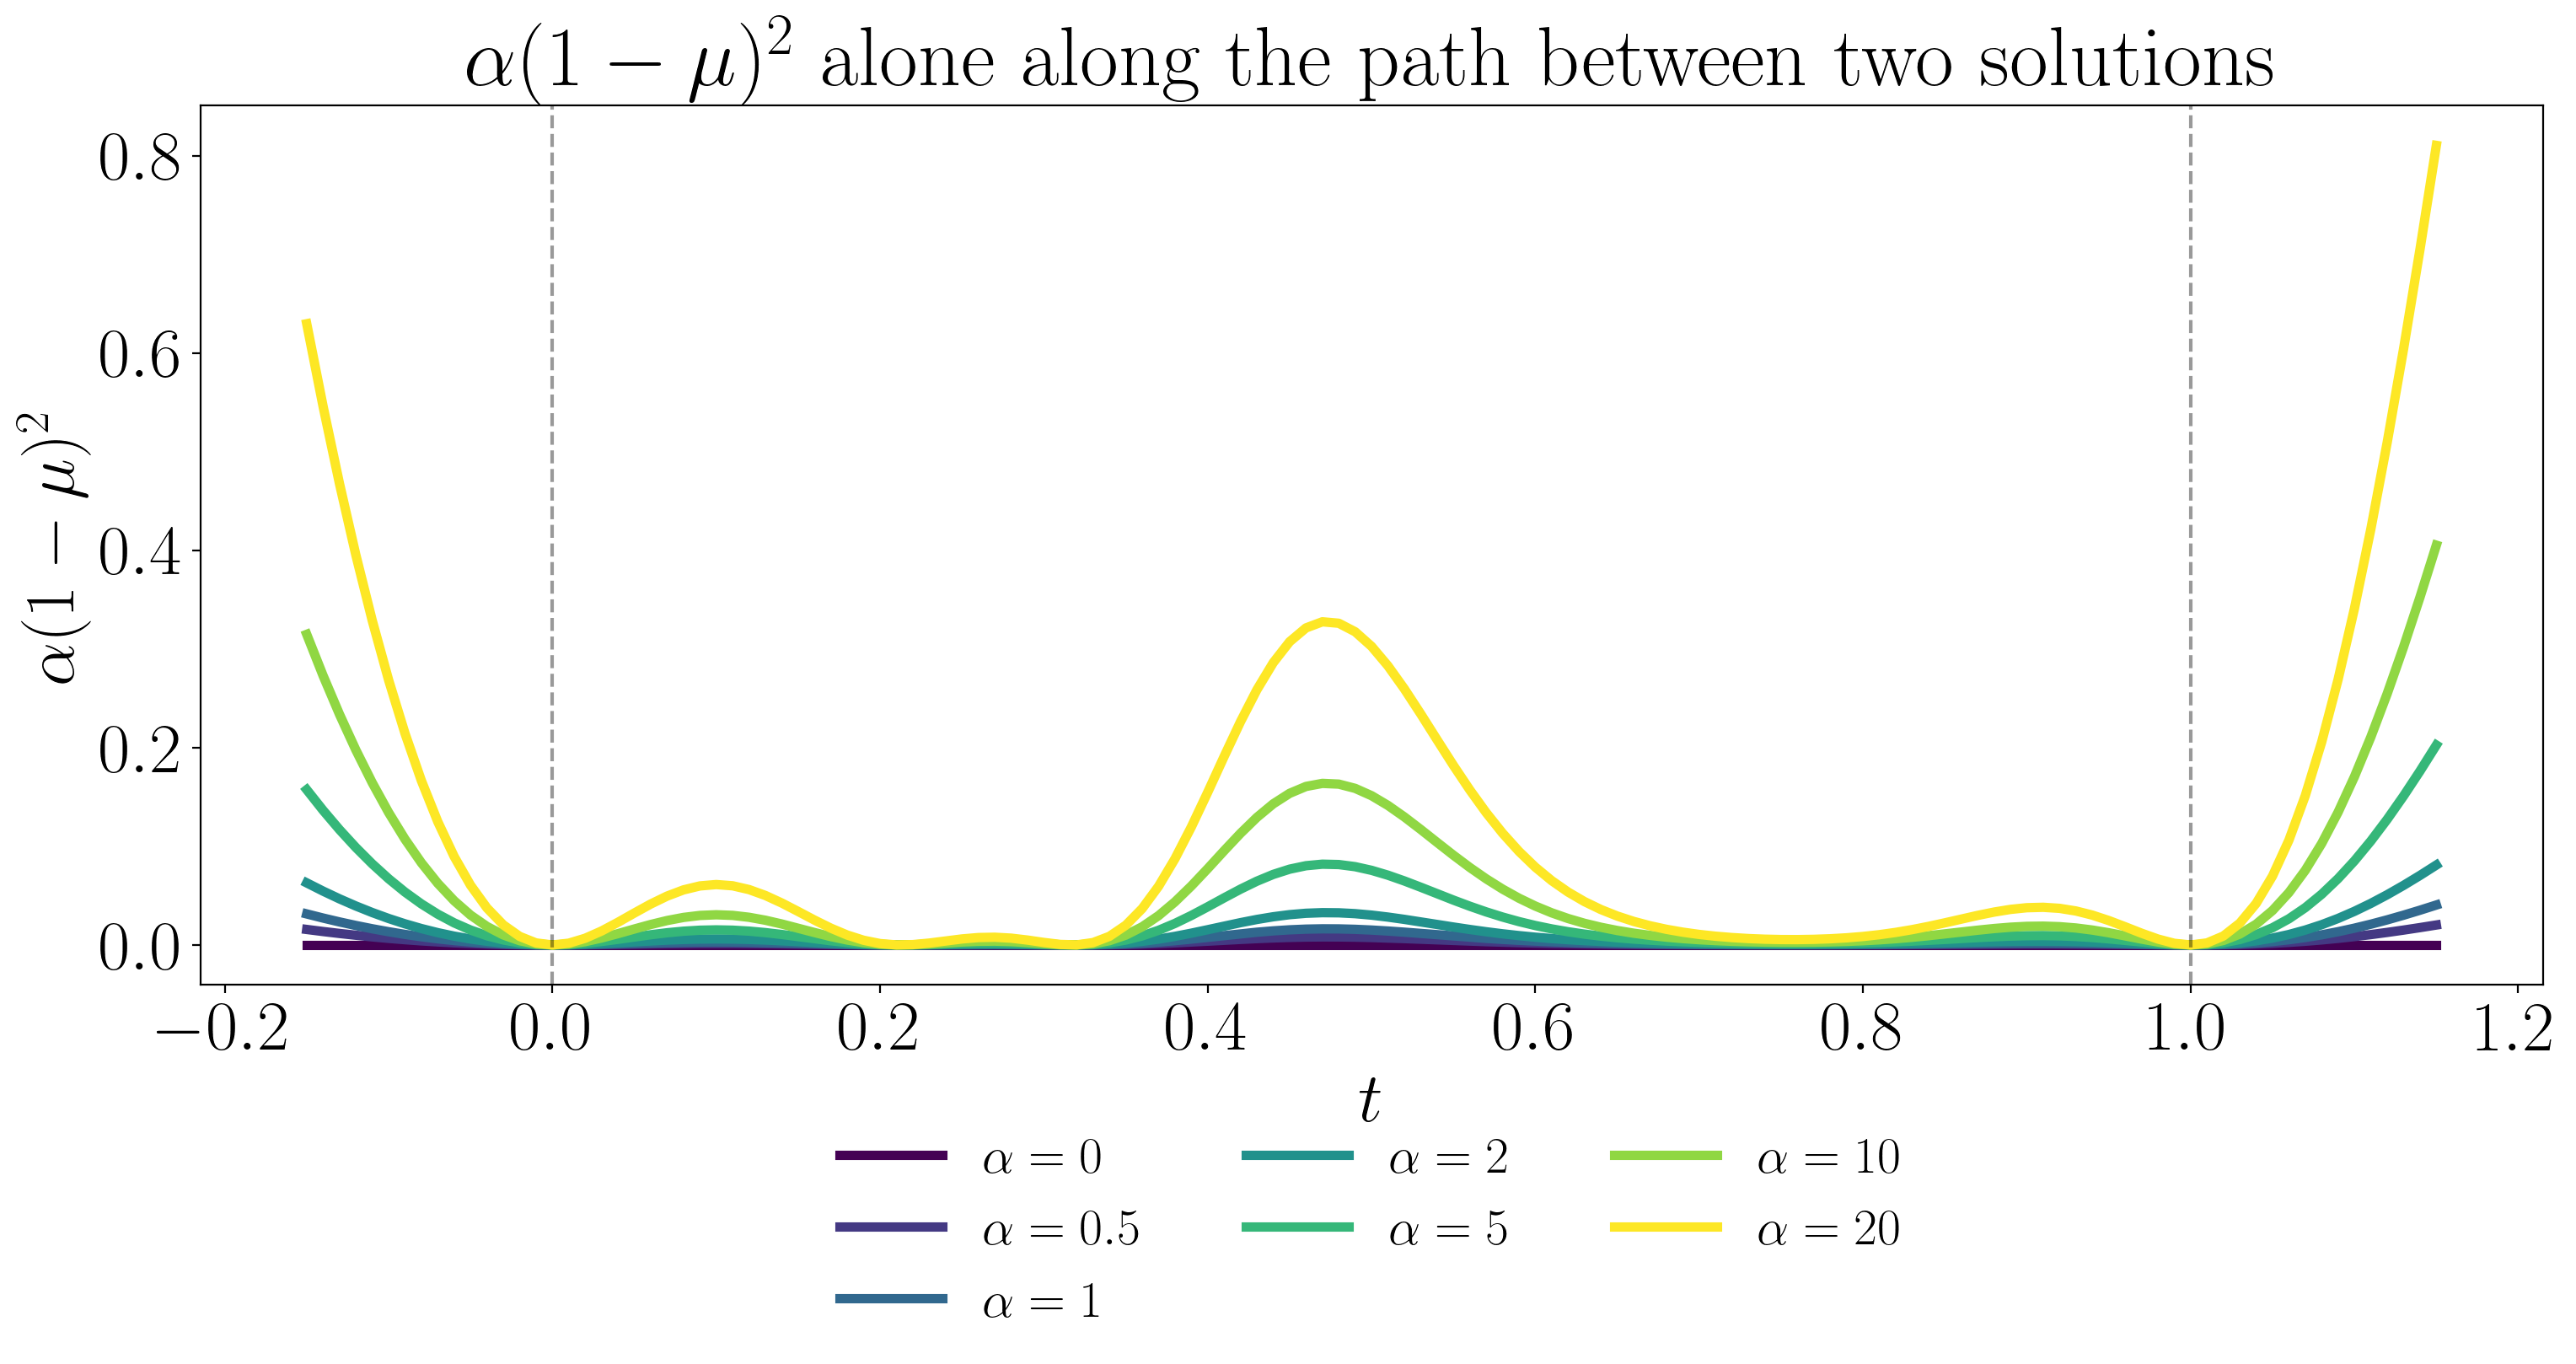 α(1 − μ)² alone along the path between two solutions
α(1 − μ)²
0.8
0.6
0.4
0.2
0.0
−0.2 0.0 0.2 0.4 0.6 0.8 1.0 1.2
t
α = 0 α = 2 α = 10
α = 0.5 α = 5 α = 20
α = 1